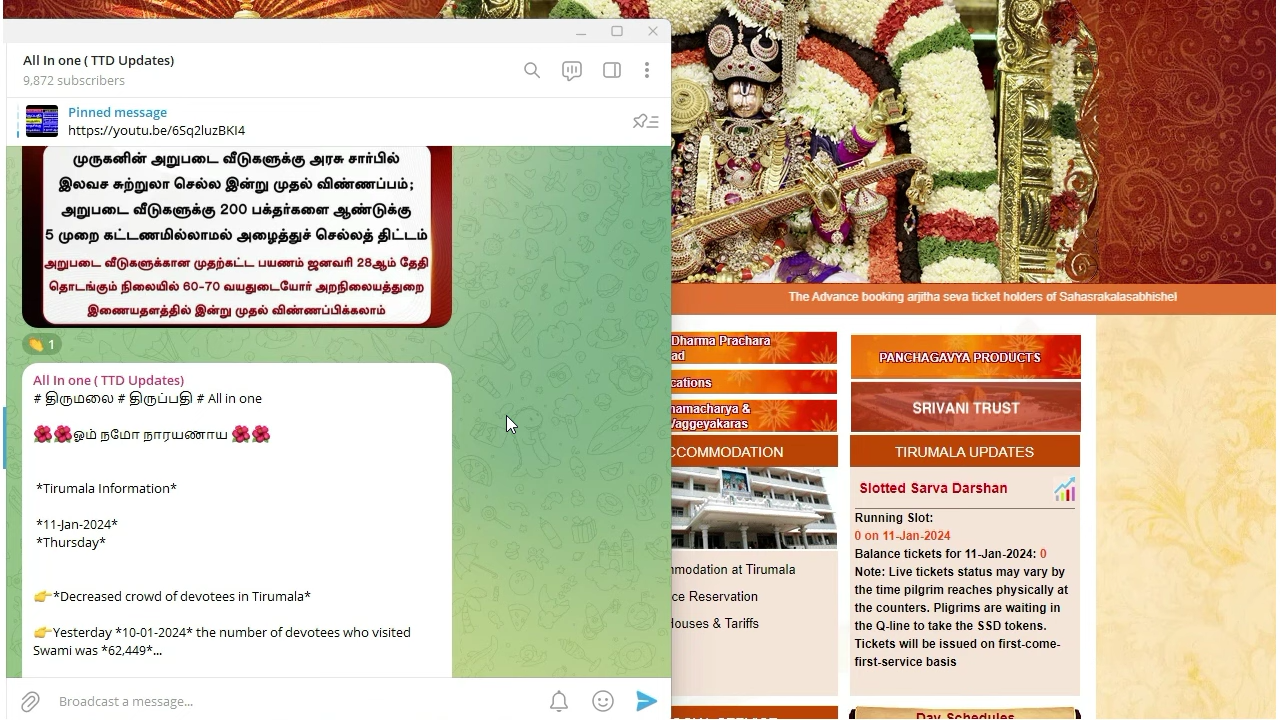 All In one ( TTD Updates)
9,872 subscribers
Pinned message
https://youtu.be/6Sq2luzBKI4
முருகனின் அறுபடை வீடுகளுக்கு அரசு சார்பில்
இலவச சுற்றுலா செல்ல இன்று முதல் விண்ணப்பம்;
அறுபடை வீடுகளுக்கு 200 பக்தர்களை ஆண்டுக்கு
5 முறை கட்டணமில்லாமல் அழைத்துச் செல்லத் திட்டம்
அறுபடை வீடுகளுக்கான முதற்கட்ட பயணம் ஜனவரி 28ஆம் தேதி
தொடங்கும் நிலையில் 60-70 வயதுடையோர் அறநிலையத்துறை
இணையதளத்தில் இன்று முதல் விண்ணப்பிக்கலாம்
👏 1
All In one ( TTD Updates)
# திருமலை # திருப்பதி # All in one
🌺🌺ஓம் நமோ நாரயணாய 🌺🌺
*Tirumala Information*
*11-Jan-2024*
*Thursday*
👉*Decreased crowd of devotees in Tirumala*
👉Yesterday *10-01-2024* the number of devotees who visited
Swami was *62,449*...
Broadcast a message...
The Advance booking arjitha seva ticket holders of Sahasrakalasabhishel
Dharma Prachara
ad
cations
namacharya &
Vaggeyakaras
CCOMMODATION
nmodation at Tirumala
ce Reservation
Houses & Tariffs
PANCHAGAVYA PRODUCTS
SRIVANI TRUST
TIRUMALA UPDATES
Slotted Sarva Darshan
Running Slot:
0 on 11-Jan-2024
Balance tickets for 11-Jan-2024: 0
Note: Live tickets status may vary by
the time pilgrim reaches physically at
the counters. Pligrims are waiting in
the Q-line to take the SSD tokens.
Tickets will be issued on first-come-
first-service basis
Day Schedules